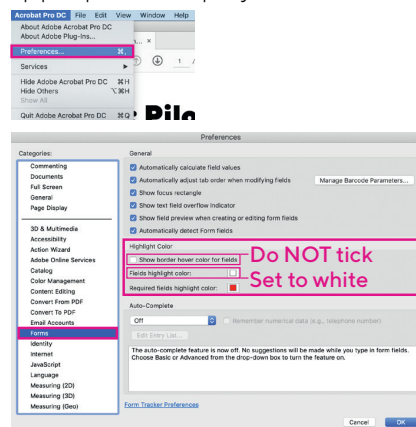 Acrobat Pro DC File Edit View Window Help
About Adobe Acrobat Pro DC
About Adobe Plug-Ins...
Preferences... ⌘,
Services ▶
Hide Adobe Acrobat Pro DC ⌘H
Hide Others ⌥⌘H
Show All
Quit Adobe Acrobat Pro DC ⌘Q
1 /
Preferences
Categories:
Commenting
Documents
Full Screen
General
Page Display
3D & Multimedia
Accessibility
Action Wizard
Adobe Online Services
Catalog
Color Management
Content Editing
Convert From PDF
Convert To PDF
Email Accounts
Forms
Identity
Internet
JavaScript
Language
Measuring (2D)
Measuring (3D)
Measuring (Geo)
General
Automatically calculate field values
Automatically adjust tab order when modifying fields Manage Barcode Parameters...
Show focus rectangle
Show text field overflow indicator
Show field preview when creating or editing form fields
Automatically detect Form fields
Highlight Color
Show border hover color for fields Do NOT tick
Fields highlight color: Set to white
Required fields highlight color:
Auto-Complete
Off Remember numerical data (e.g., telephone number)
Edit Entry List...
The auto-complete feature is now off. No suggestions will be made while you type in form fields.
Choose Basic or Advanced from the drop-down box to turn the feature on.
Form Tracker Preferences
Cancel OK